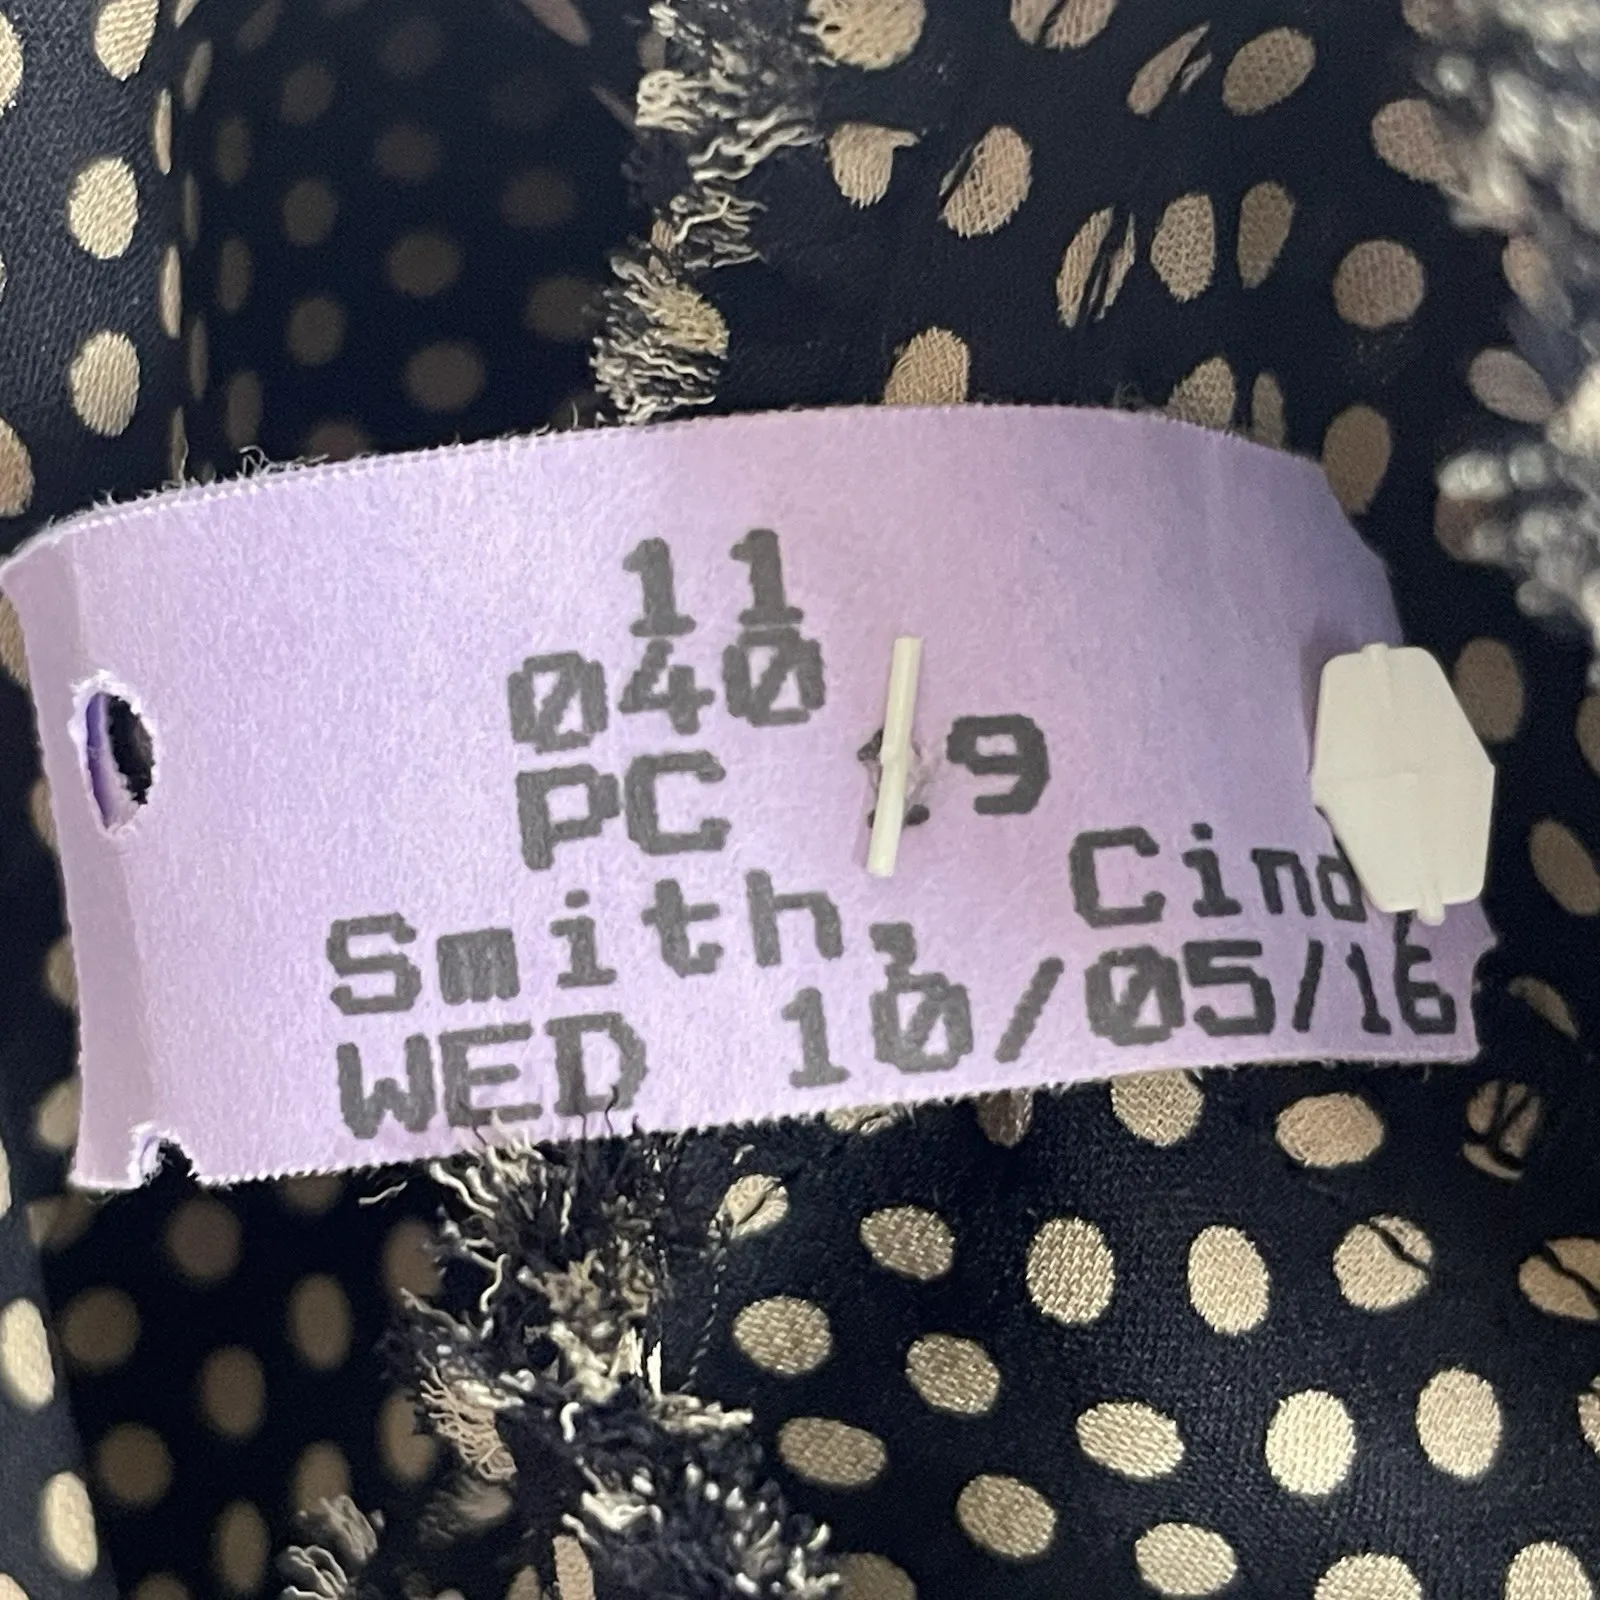 11
040
PC 9
Smith, Cind
WED 10/05/16